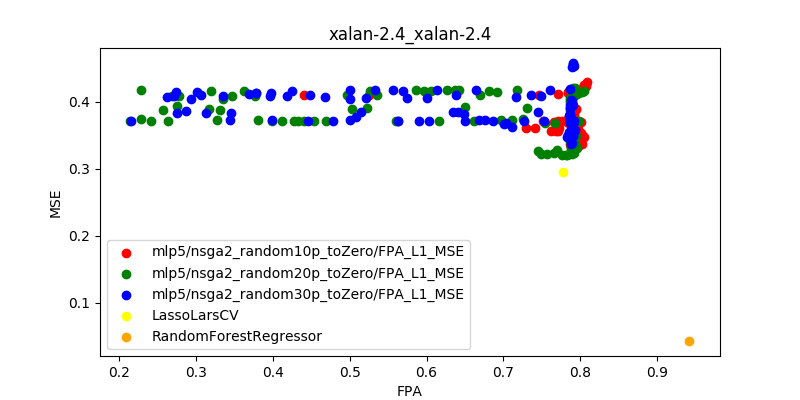 xalan-2.4_xalan-2.4
MSE
0.4
0.3
0.2
0.1
mlp5/nsga2_random10p_toZero/FPA_L1_MSE
mlp5/nsga2_random20p_toZero/FPA_L1_MSE
mlp5/nsga2_random30p_toZero/FPA_L1_MSE
LassoLarsCV
RandomForestRegressor
0.2 0.3 0.4 0.5 0.6 0.7 0.8 0.9
FPA